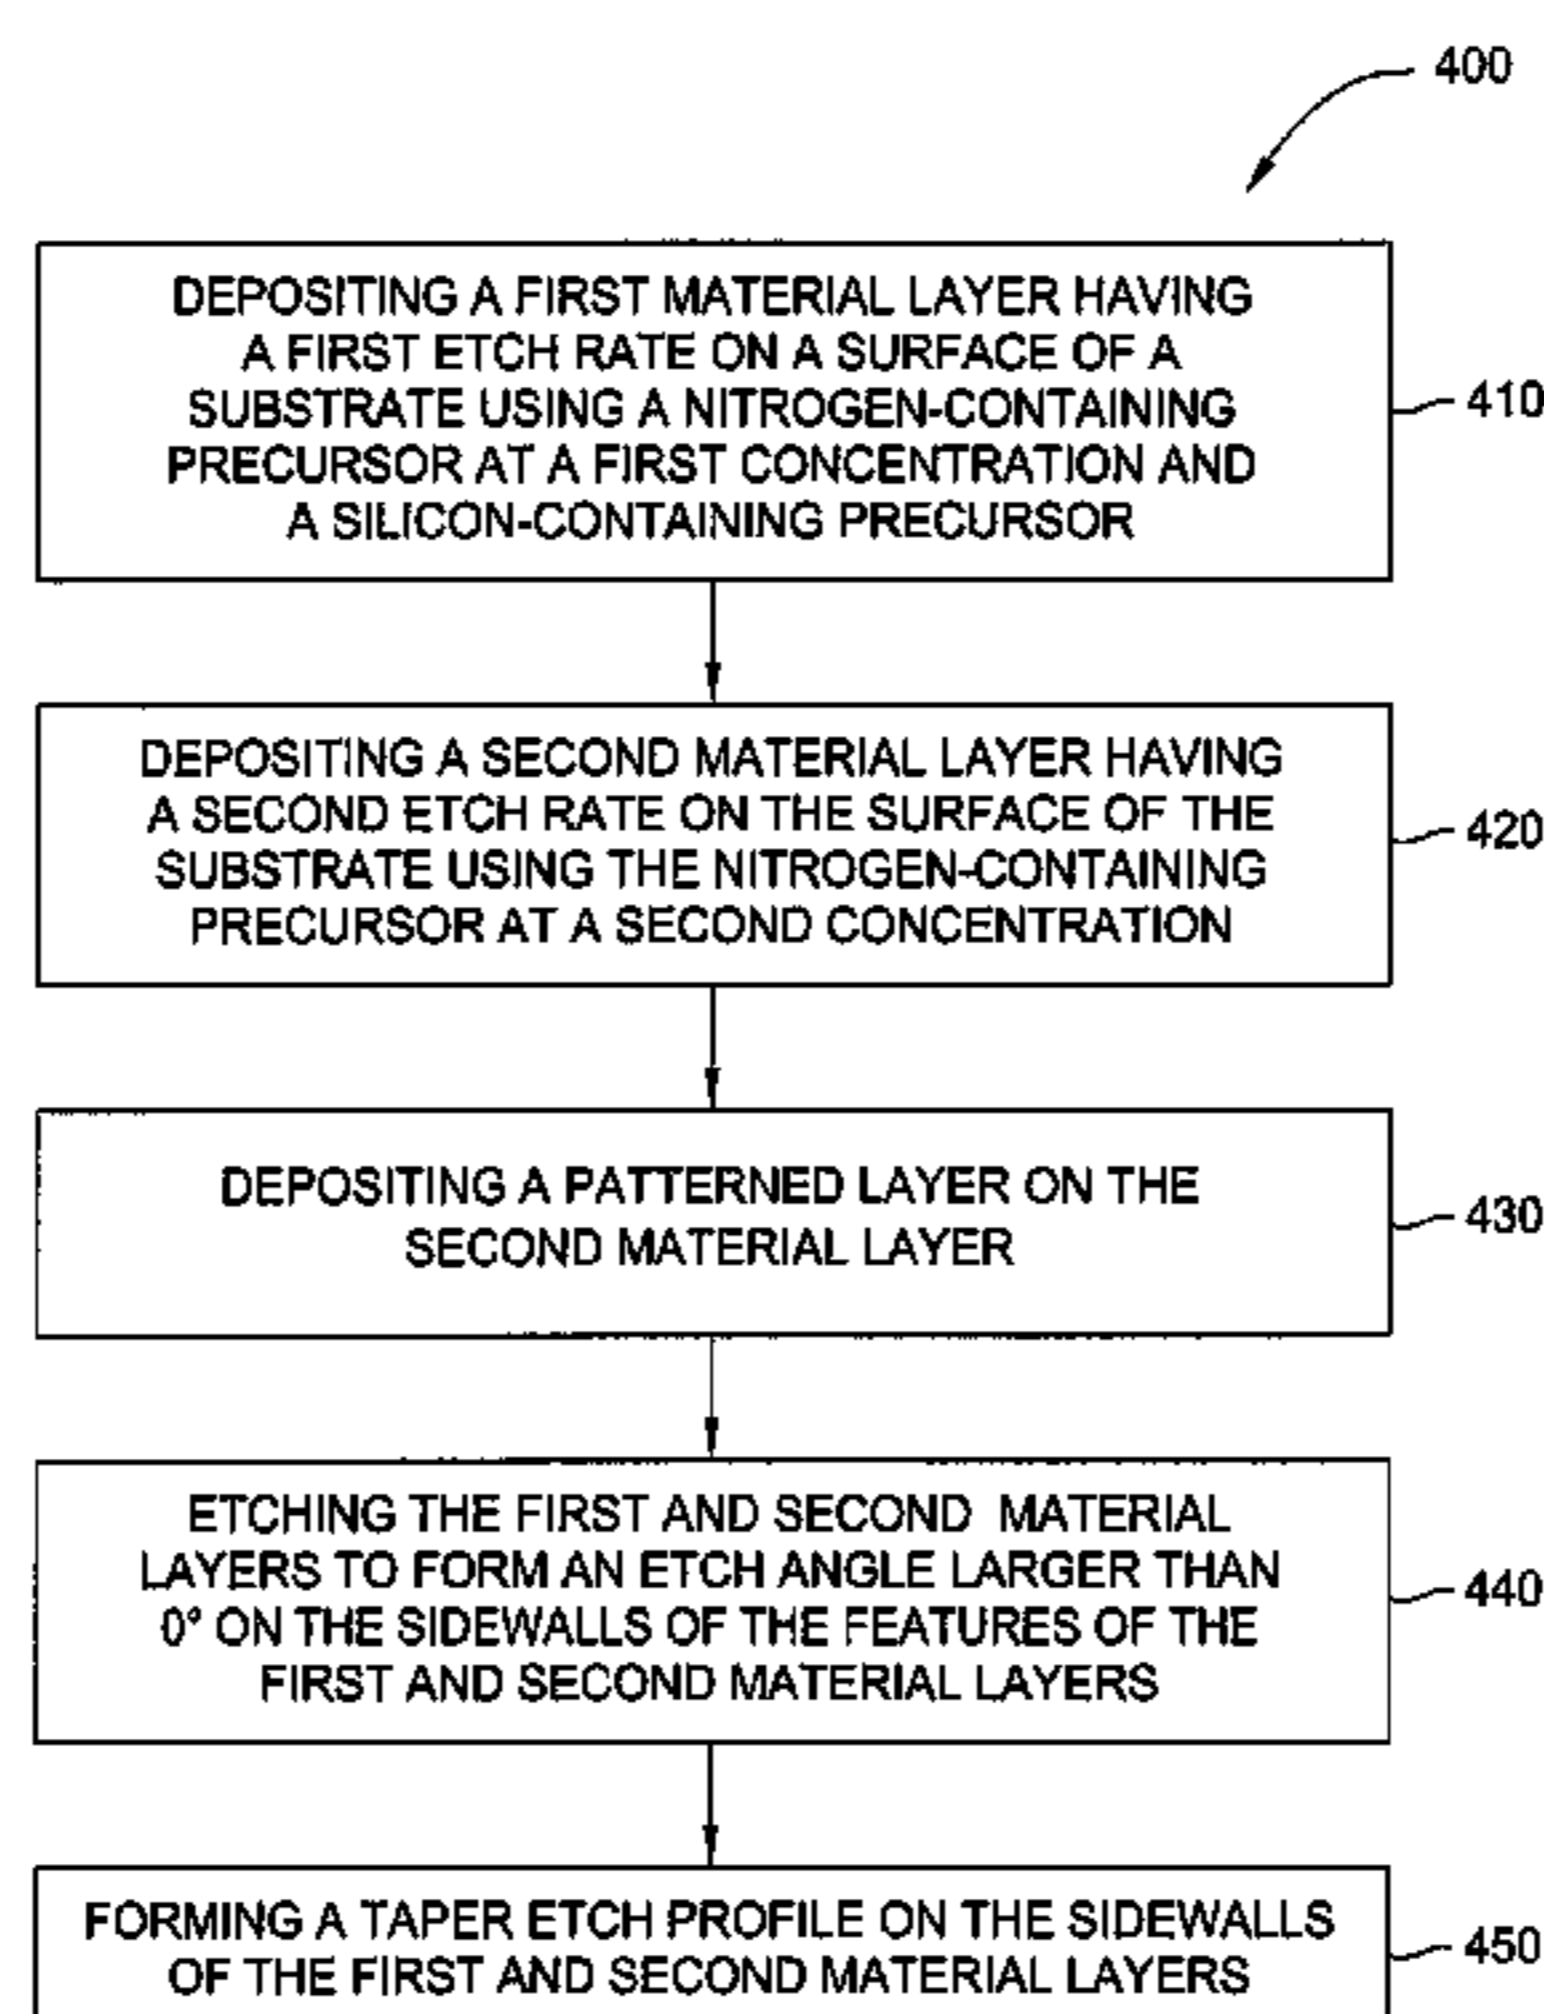 400
DEPOSITING A FIRST MATERIAL LAYER HAVING
A FIRST ETCH RATE ON A SURFACE OF A
SUBSTRATE USING A NITROGEN-CONTAINING
PRECURSOR AT A FIRST CONCENTRATION AND
A SILICON-CONTAINING PRECURSOR
410
DEPOSITING A SECOND MATERIAL LAYER HAVING
A SECOND ETCH RATE ON THE SURFACE OF THE
SUBSTRATE USING THE NITROGEN-CONTAINING
PRECURSOR AT A SECOND CONCENTRATION
420
DEPOSITING A PATTERNED LAYER ON THE
SECOND MATERIAL LAYER
430
ETCHING THE FIRST AND SECOND MATERIAL
LAYERS TO FORM AN ETCH ANGLE LARGER THAN
0° ON THE SIDEWALLS OF THE FEATURES OF THE
FIRST AND SECOND MATERIAL LAYERS
440
FORMING A TAPER ETCH PROFILE ON THE SIDEWALLS
OF THE FIRST AND SECOND MATERIAL LAYERS
450